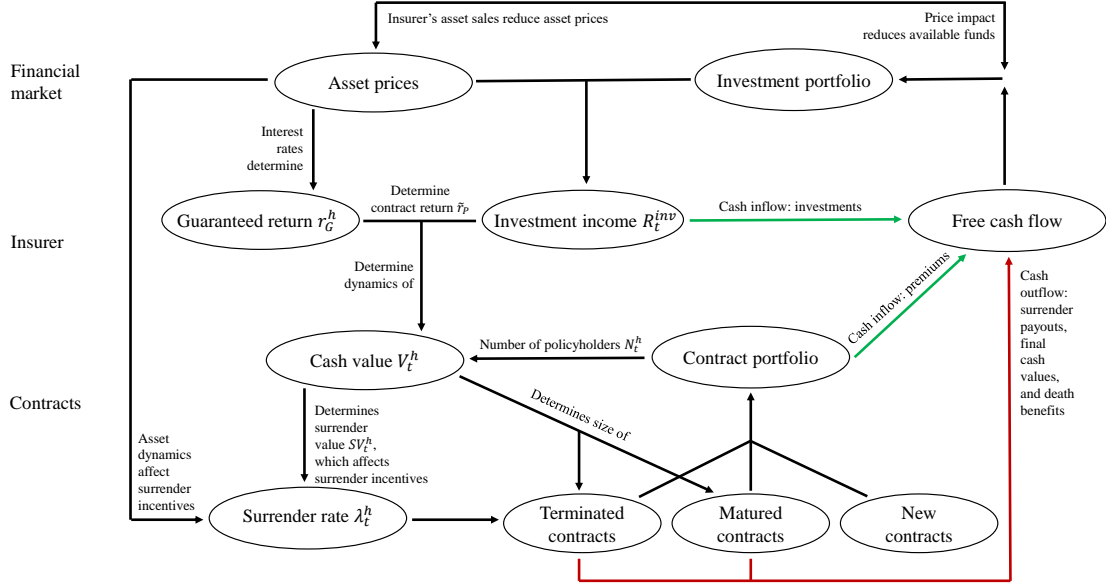 Insurer's asset sales reduce asset prices
Price impact
reduces available funds
Financial
market
Asset prices
Investment portfolio
Interest
rates
determine
Determine
contract return r̃_P
Guaranteed return r_G^h
Investment income R_t^{inv}
Cash inflow: investments
Free cash flow
Insurer
Determine
dynamics of
Cash inflow: premiums
Cash
outflow:
surrender
payouts,
final
cash
values,
and death
benefits
Cash value V_t^h
Number of policyholders N_t^h
Contract portfolio
Contracts
Determines
surrender
value SV_t^h,
which affects
surrender incentives
Determines size of
Asset
dynamics
affect
surrender
incentives
Surrender rate λ_t^h
Terminated
contracts
Matured
contracts
New
contracts